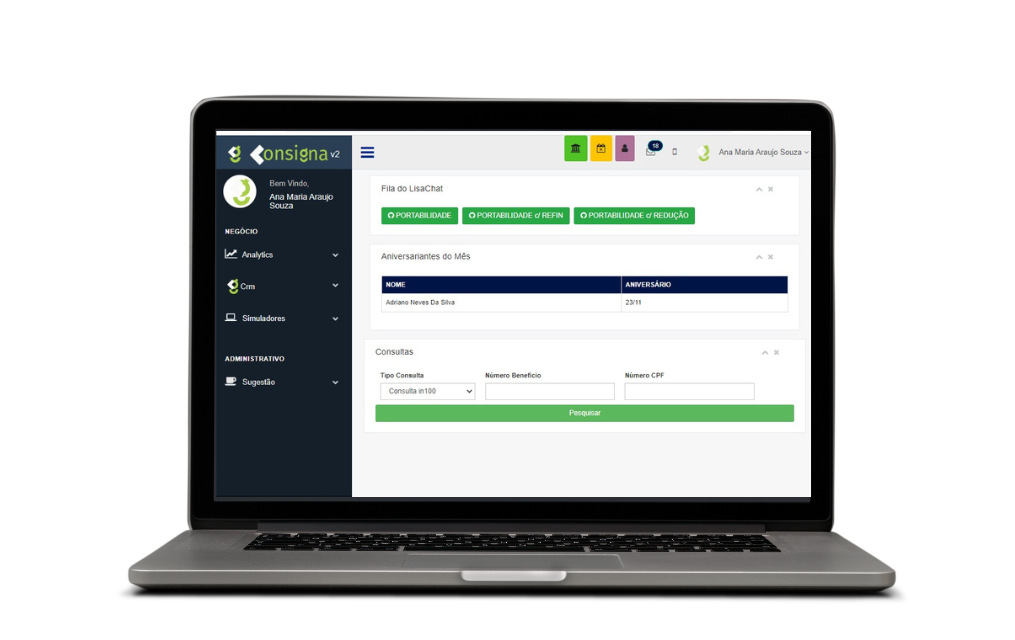 Consigna v2
18
Ana Maria Araujo Souza
Bem Vindo,
Ana Maria Araujo
Souza
NEGÓCIO
Analytics
Crm
Simuladores
ADMINISTRATIVO
Sugestão
Fila do LisaChat
PORTABILIDADE
PORTABILIDADE c/ REFIN
PORTABILIDADE c/ REDUÇÃO
Aniversariantes do Mês
NOME ANIVERSÁRIO
Adriano Neves Da Silva 23/11
Consultas
Tipo Consulta Número Benefício Número CPF
Consulta in100
Pesquisar